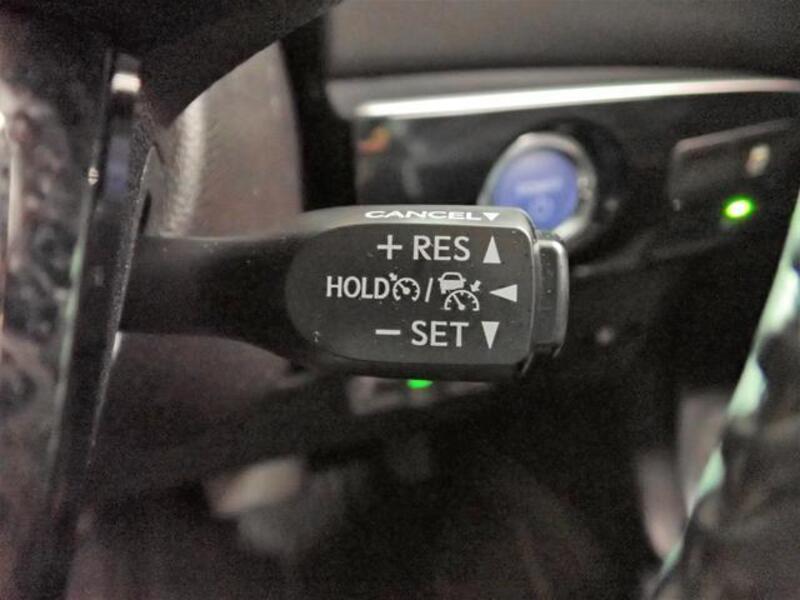 CANCEL▼
+ RES ▲
HOLD / ◀
− SET ▼